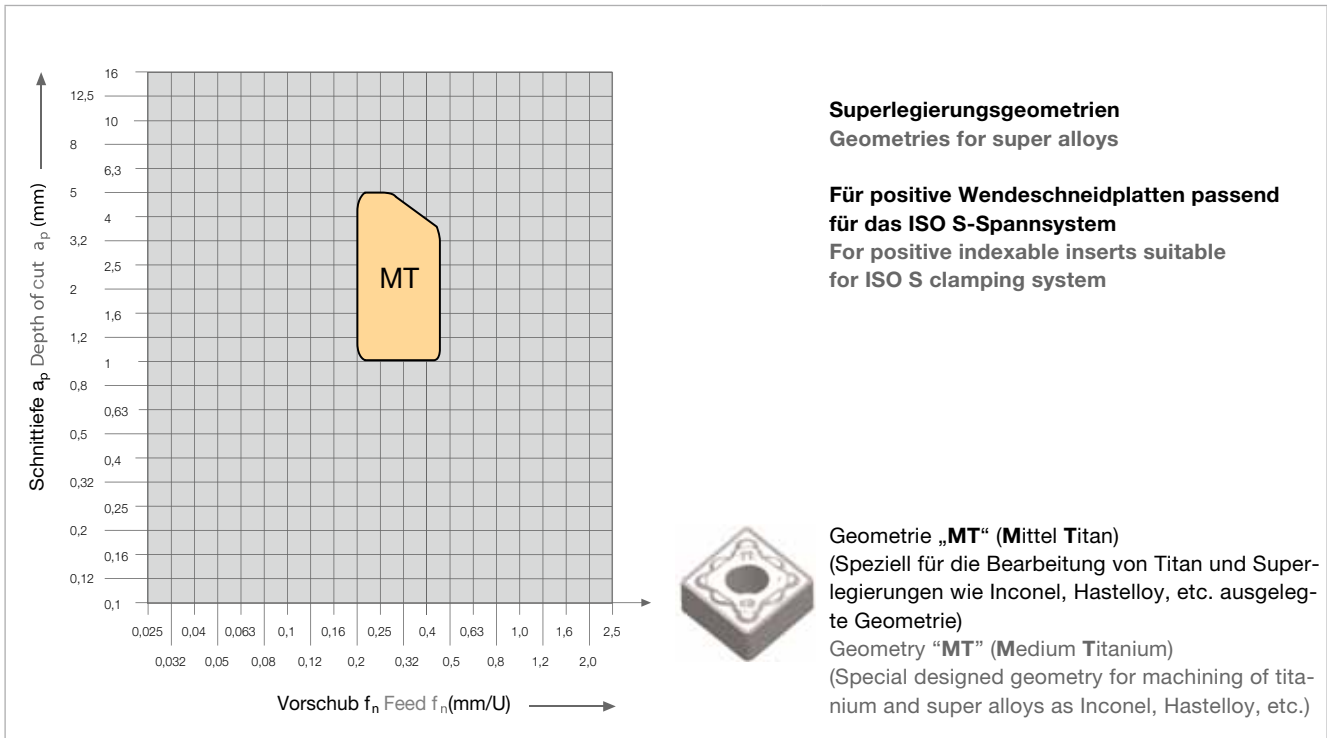 16
12,5
10
8
6,3
5
4
3,2
2,5
2
1,6
1,2
1
0,8
0,63
0,5
0,4
0,32
0,25
0,2
0,16
0,12
0,1
Schnittiefe ap Depth of cut ap (mm)
MT
0,025 0,04 0,063 0,1 0,16 0,25 0,4 0,63 1,0 1,6 2,5
0,032 0,05 0,08 0,12 0,2 0,32 0,5 0,8 1,2 2,0
Vorschub fn Feed fn(mm/U)
Superlegierungsgeometrien
Geometries for super alloys
Für positive Wendeschneidplatten passend
für das ISO S-Spannsystem
For positive indexable inserts suitable
for ISO S clamping system
Geometrie „MT“ (Mittel Titan)
(Speziell für die Bearbeitung von Titan und Super-
legierungen wie Inconel, Hastelloy, etc. ausgeleg-
te Geometrie)
Geometry “MT” (Medium Titanium)
(Special designed geometry for machining of tita-
nium and super alloys as Inconel, Hastelloy, etc.)